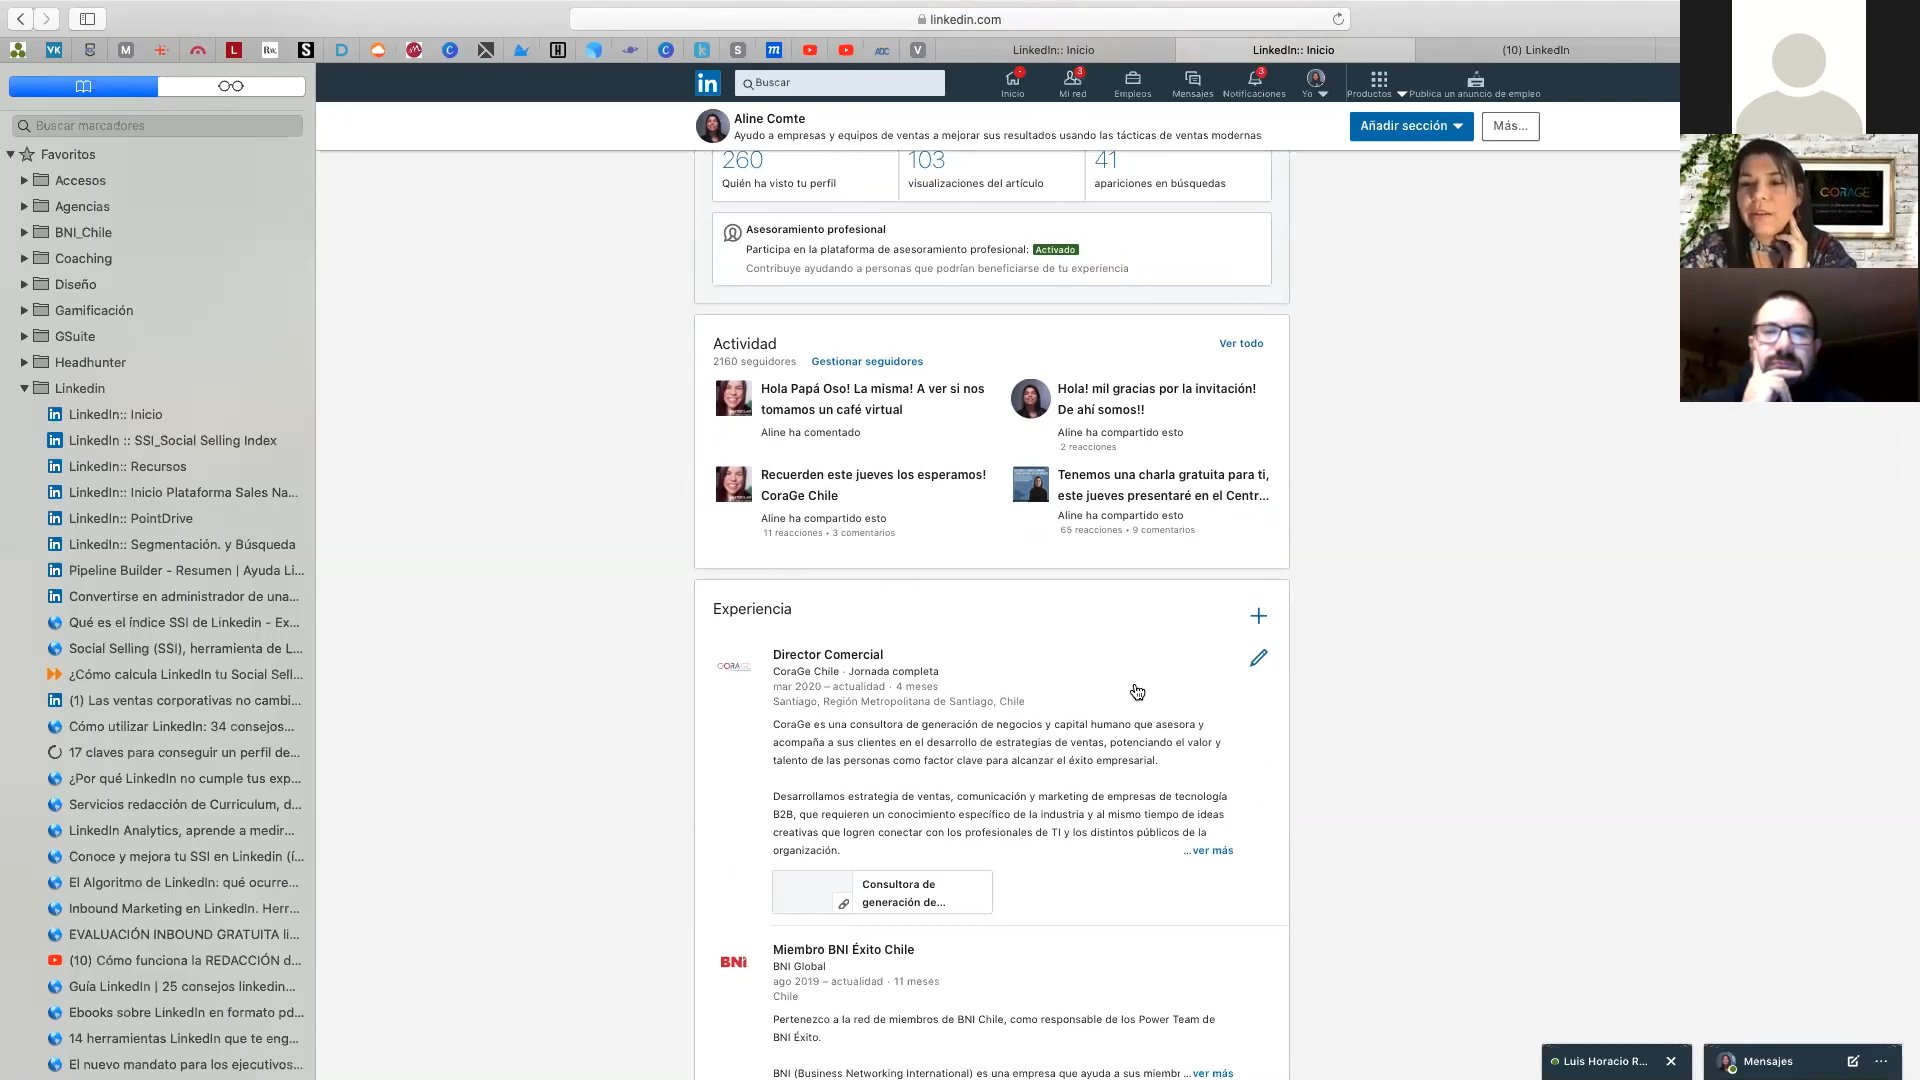 linkedin.com
LinkedIn:: Inicio
LinkedIn:: Inicio
(10) LinkedIn
Buscar marcadores
Favoritos
Accesos
Agencias
BNI_Chile
Coaching
Diseño
Gamificación
GSuite
Headhunter
Linkedin
LinkedIn:: Inicio
LinkedIn :: SSI_Social Selling Index
LinkedIn:: Recursos
LinkedIn:: Inicio Plataforma Sales Na...
LinkedIn:: PointDrive
LinkedIn:: Segmentación. y Búsqueda
Pipeline Builder - Resumen | Ayuda Li...
Convertirse en administrador de una...
Qué es el índice SSI de Linkedin - Ex...
Social Selling (SSI), herramienta de L...
¿Cómo calcula LinkedIn tu Social Sell...
(1) Las ventas corporativas no cambi...
Cómo utilizar LinkedIn: 34 consejos...
17 claves para conseguir un perfil de...
¿Por qué LinkedIn no cumple tus exp...
Servicios redacción de Curriculum, d...
LinkedIn Analytics, aprende a medir...
Conoce y mejora tu SSI en Linkedin (í...
El Algoritmo de LinkedIn: qué ocurre...
Inbound Marketing en LinkedIn. Herr...
EVALUACIÓN INBOUND GRATUITA li...
(10) Cómo funciona la REDACCIÓN d...
Guía LinkedIn | 25 consejos linkedin...
Ebooks sobre LinkedIn en formato pd...
14 herramientas LinkedIn que te eng...
El nuevo mandato para los ejecutivos...
in
Buscar
Inicio
3
Mi red
Empleos
Mensajes
3
Notificaciones
Yo
Productos
Publica un anuncio de empleo
Aline Comte
Ayudo a empresas y equipos de ventas a mejorar sus resultados usando las tácticas de ventas modernas
Añadir sección
Más...
260
Quién ha visto tu perfil
103
visualizaciones del artículo
41
apariciones en búsquedas
Asesoramiento profesional
Participa en la plataforma de asesoramiento profesional: Activado
Contribuye ayudando a personas que podrían beneficiarse de tu experiencia
Actividad
Ver todo
2160 seguidores
Gestionar seguidores
Hola Papá Oso! La misma! A ver si nos
tomamos un café virtual
Aline ha comentado
Hola! mil gracias por la invitación!
De ahí somos!!
Aline ha compartido esto
2 reacciones
Recuerden este jueves los esperamos!
CoraGe Chile
Aline ha compartido esto
11 reacciones • 3 comentarios
Tenemos una charla gratuita para ti,
este jueves presentaré en el Centr...
Aline ha compartido esto
65 reacciones • 9 comentarios
Experiencia
CORAGE
Director Comercial
CoraGe Chile · Jornada completa
mar 2020 – actualidad · 4 meses
Santiago, Región Metropolitana de Santiago, Chile
CoraGe es una consultora de generación de negocios y capital humano que asesora y
acompaña a sus clientes en el desarrollo de estrategias de ventas, potenciando el valor y
talento de las personas como factor clave para alcanzar el éxito empresarial.
Desarrollamos estrategia de ventas, comunicación y marketing de empresas de tecnología
B2B, que requieren un conocimiento específico de la industria y al mismo tiempo de ideas
creativas que logren conectar con los profesionales de TI y los distintos públicos de la
organización.
...ver más
Consultora de
generación de...
BNI
Miembro BNI Éxito Chile
BNI Global
ago 2019 – actualidad · 11 meses
Chile
Pertenezco a la red de miembros de BNI Chile, como responsable de los Power Team de
BNI Éxito.
BNI (Business Networking International) es una empresa que ayuda a sus miembr ...ver más
CORAGE
Luis Horacio R...
Mensajes